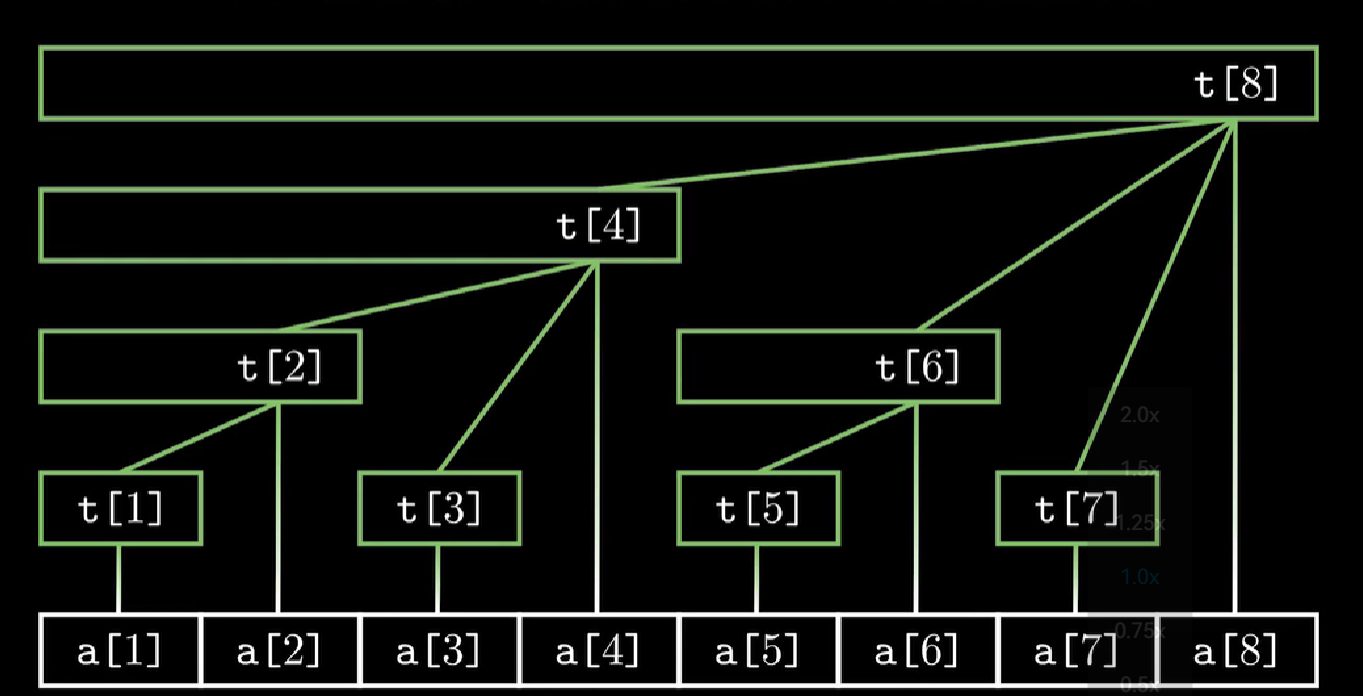 t[8]
t[4]
t[2] t[6]
2.0x
1.5x
t[1] t[3] t[5] t[7]
1.25x
1.0x
0.75x
a[1] a[2] a[3] a[4] a[5] a[6] a[7] a[8]
0.5x